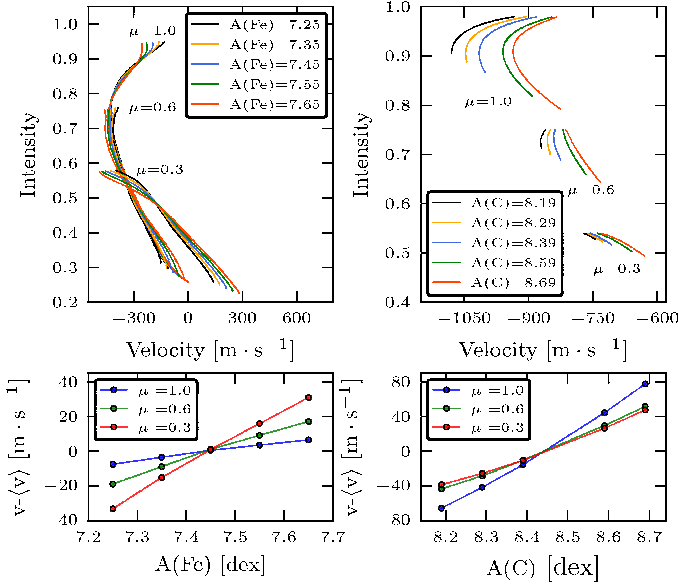 1.0
0.9
0.8
0.7
0.6
0.5
0.4
0.3
0.2
Intensity
μ 1.0
μ=0.6
μ=0.3
A(Fe) 7.25
A(Fe) 7.35
A(Fe)=7.45
A(Fe)=7.55
A(Fe)=7.65
−300 0 300 600
Velocity [m · s⁻¹]
1.0
0.9
0.8
0.7
0.6
0.5
0.4
Intensity
μ=1.0
μ 0.6
μ 0.3
A(C)=8.19
A(C)=8.29
A(C)=8.39
A(C)=8.59
A(C) 8.69
−1050 −900 −750 −600
Velocity [m · s⁻¹]
40
20
0
−20
40
v-⟨v⟩ [m · s⁻¹]
μ =1.0
μ =0.6
μ =0.3
7.2 7.3 7.4 7.5 7.6 7.7
A(Fe) [dex]
80
40
0
−40
80
v-⟨v⟩ [m · s⁻¹]
μ =1.0
μ =0.6
μ =0.3
8.2 8.3 8.4 8.5 8.6 8.7
A(C) [dex]